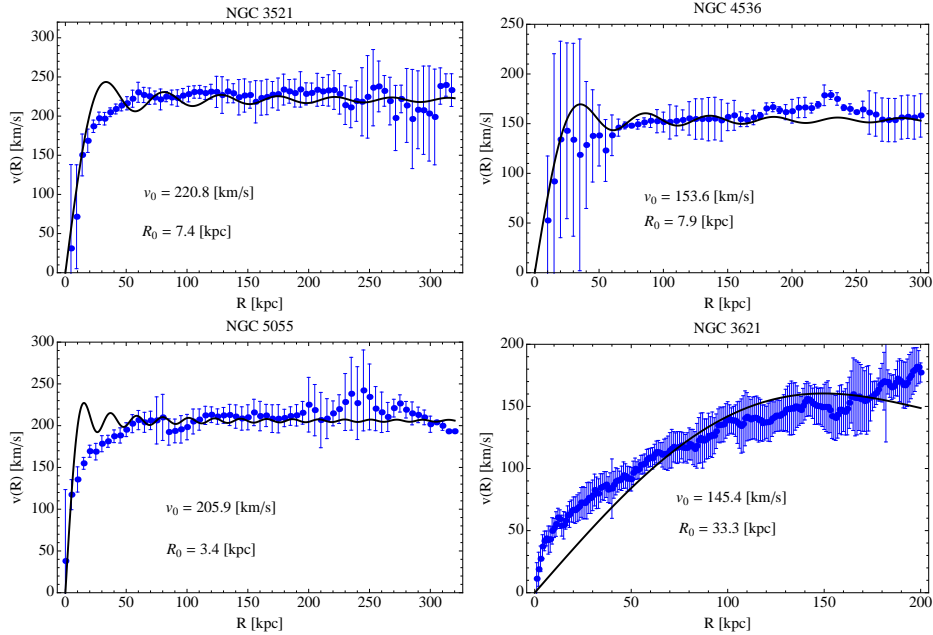 NGC 3521
300
250
200
150
100
50
0
v(R) [km/s]
v₀ = 220.8 [km/s]
R₀ = 7.4 [kpc]
0 50 100 150 200 250 300
R [kpc]
NGC 4536
250
200
150
100
50
0
v(R) [km/s]
v₀ = 153.6 [km/s]
R₀ = 7.9 [kpc]
0 50 100 150 200 250 300
R [kpc]
NGC 5055
300
250
200
150
100
50
0
v(R) [km/s]
v₀ = 205.9 [km/s]
R₀ = 3.4 [kpc]
0 50 100 150 200 250 300
R [kpc]
NGC 3621
200
150
100
50
0
v(R) [km/s]
v₀ = 145.4 [km/s]
R₀ = 33.3 [kpc]
0 50 100 150 200
R [kpc]